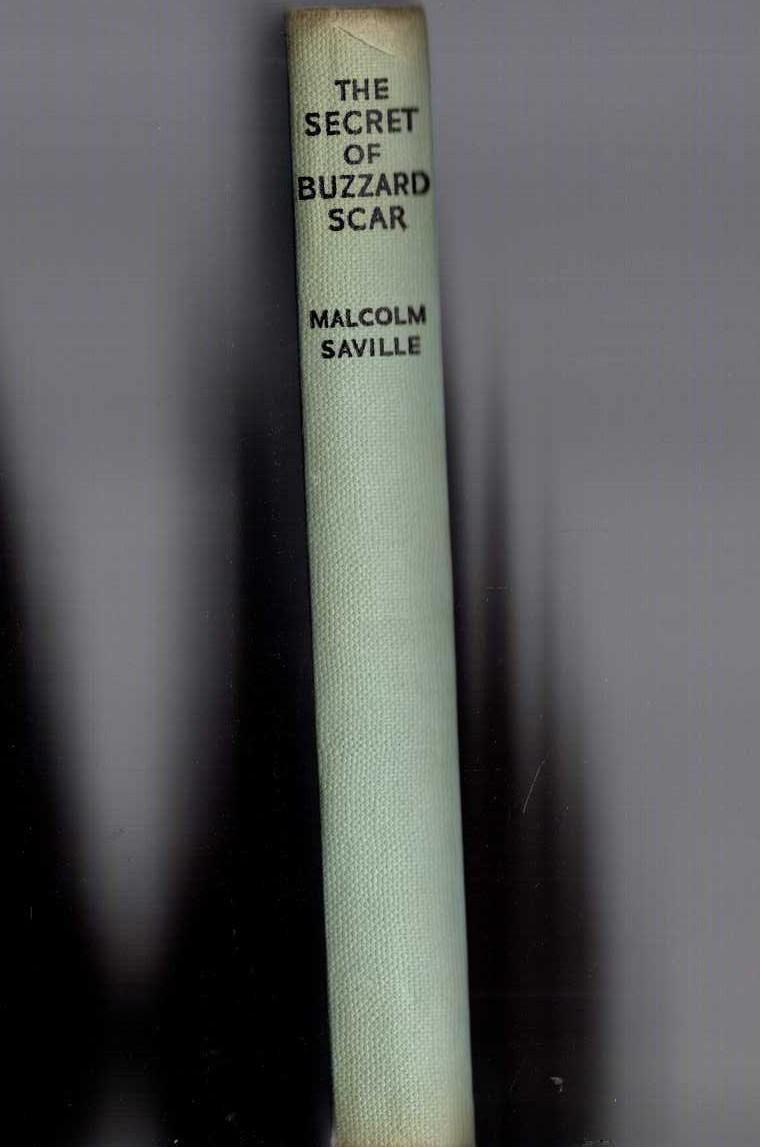 THE
SECRET
OF
BUZZARD
SCAR
MALCOLM
SAVILLE